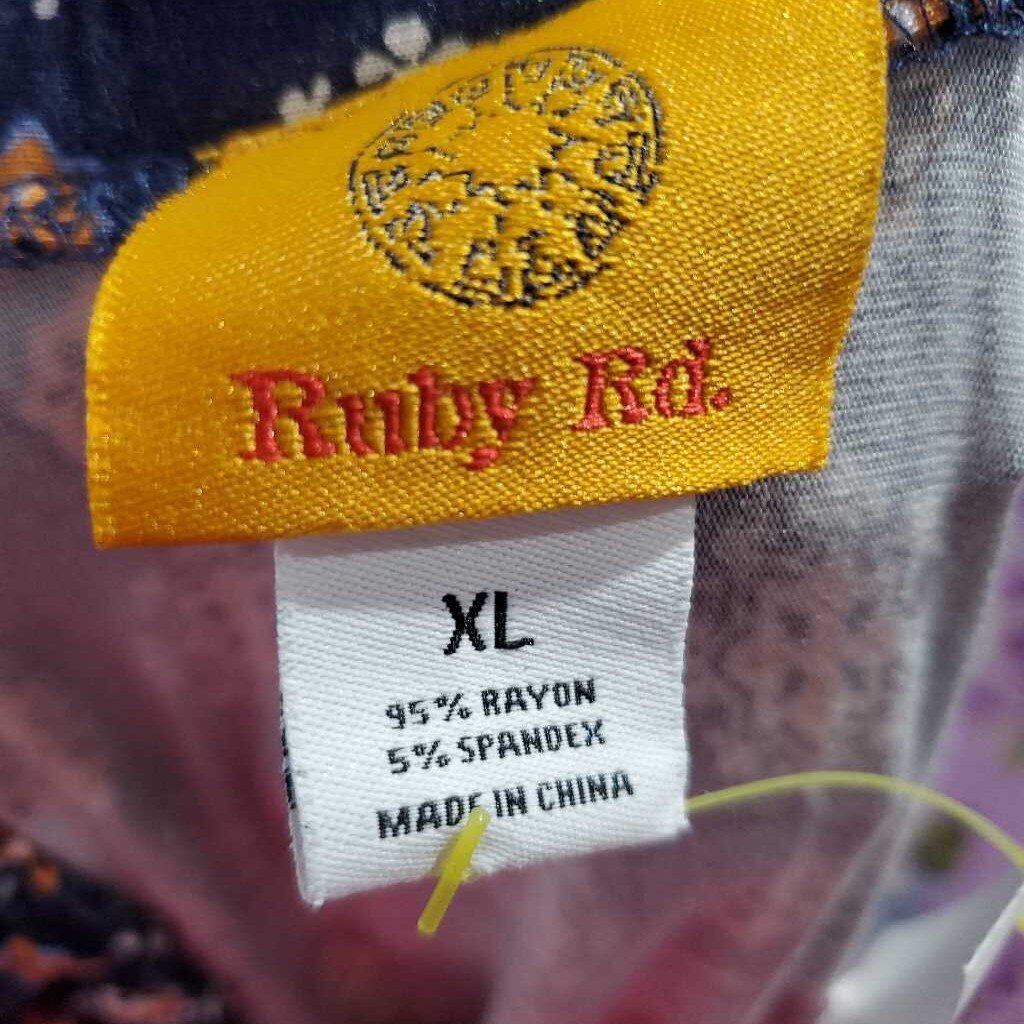 Ruby Rd.
XL
95% RAYON
5% SPANDEX
MADE IN CHINA